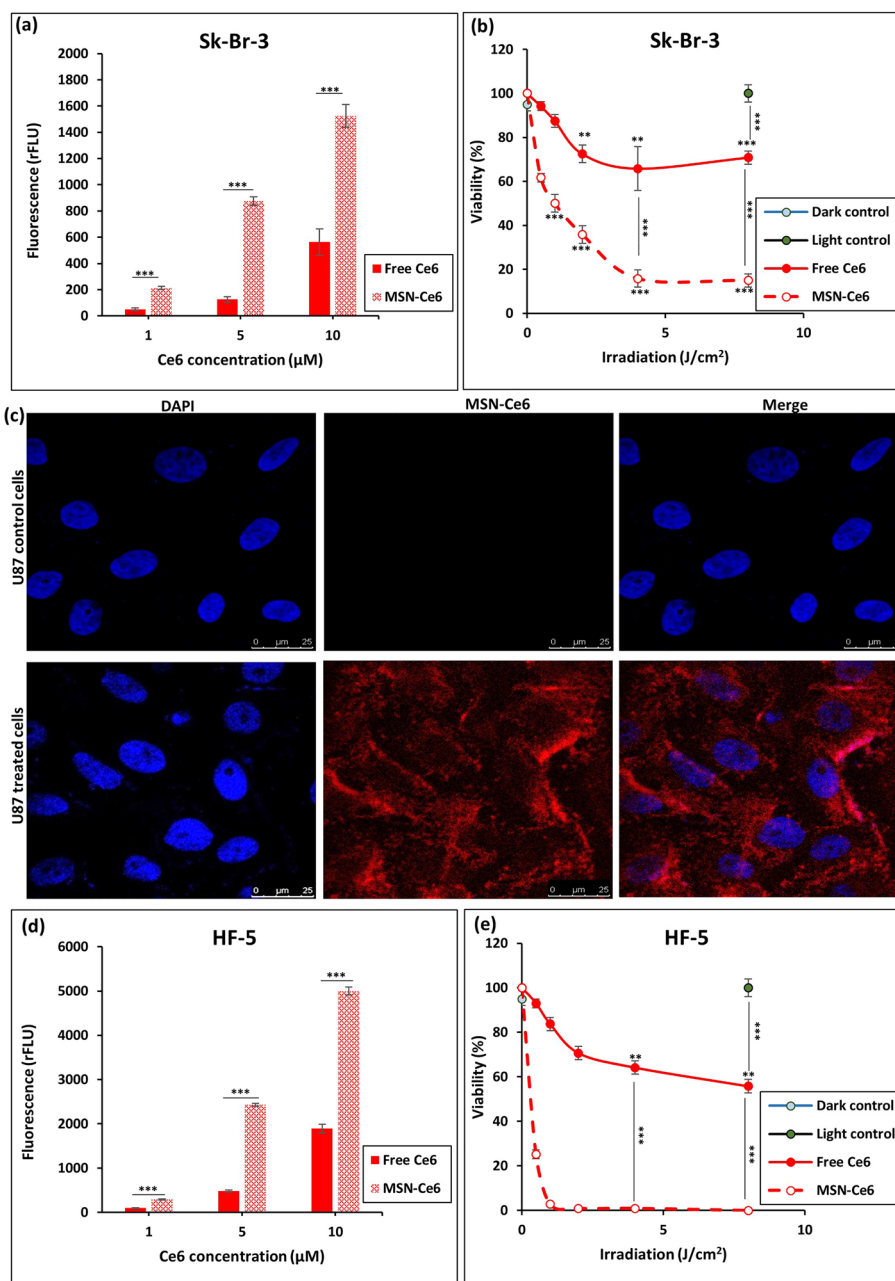 (a)
Sk-Br-3
2000
1800
1600
1400
1200
1000
800
600
400
200
0
Fluorescence (rFLU)
***
***
***
Free Ce6
MSN-Ce6
1 5 10
Ce6 concentration (µM)
(b)
Sk-Br-3
120
100
80
60
40
20
0
Viability (%)
** **
***
***
***
***
***
***
***
***
Dark control
Light control
Free Ce6
MSN-Ce6
0 5 10
Irradiation (J/cm²)
(c)
DAPI MSN-Ce6 Merge
U87 control cells
0 µm 25
0 µm 25
0 µm 25
U87 treated cells
0 µm 25
0 µm 25
0 µm 25
(d)
HF-5
6000
5000
4000
3000
2000
1000
0
Fluorescence (rFLU)
***
***
***
Free Ce6
MSN-Ce6
1 5 10
Ce6 concentration (µM)
(e)
HF-5
120
100
80
60
40
20
0
Viability (%)
**
**
***
***
***
Dark control
Light control
Free Ce6
MSN-Ce6
0 5 10
Irradiation (J/cm²)